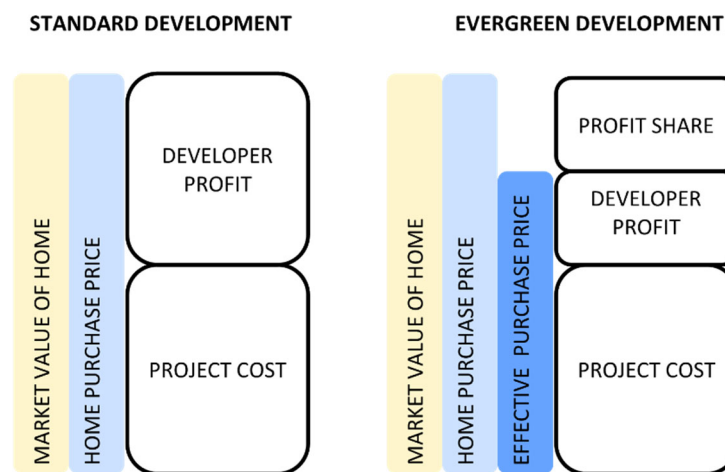 STANDARD DEVELOPMENT
MARKET VALUE OF HOME
HOME PURCHASE PRICE
DEVELOPER
PROFIT
PROJECT COST
EVERGREEN DEVELOPMENT
MARKET VALUE OF HOME
HOME PURCHASE PRICE
EFFECTIVE PURCHASE PRICE
PROFIT SHARE
DEVELOPER
PROFIT
PROJECT COST